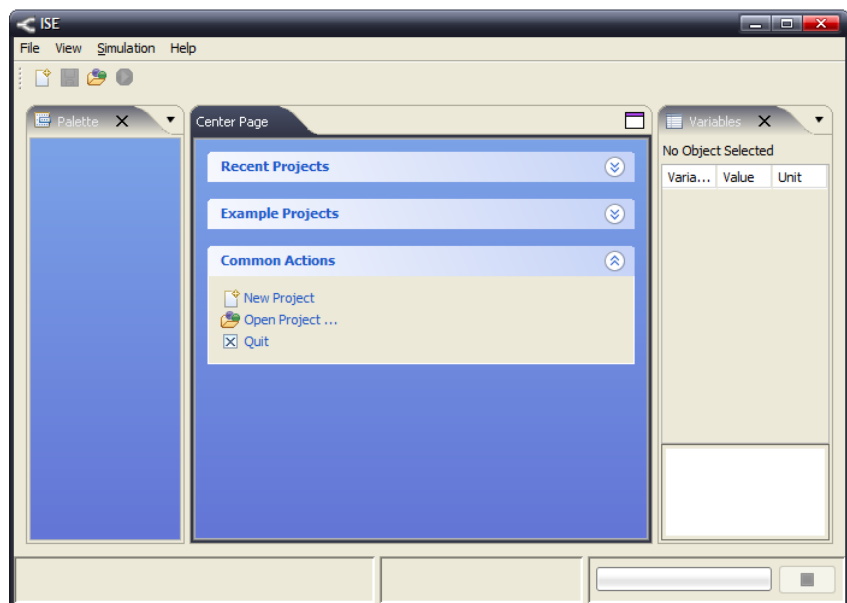 ISE
File View Simulation Help
Palette
Center Page
Variables
Recent Projects
Example Projects
Common Actions
New Project
Open Project ...
Quit
No Object Selected
Varia... Value Unit